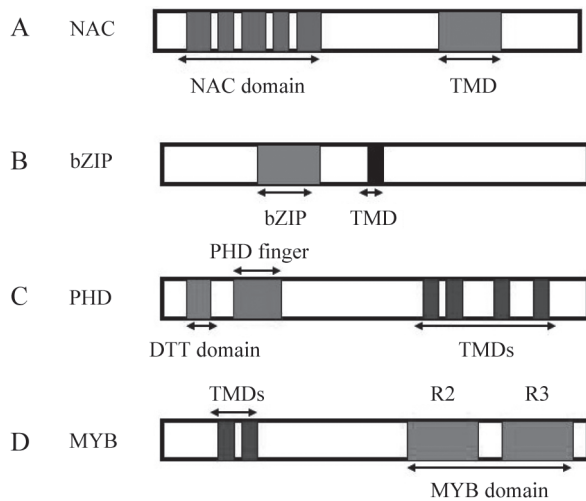 A NAC
NAC domain TMD
B bZIP
bZIP TMD
PHD finger
C PHD
DTT domain TMDs
TMDs R2 R3
D MYB
MYB domain